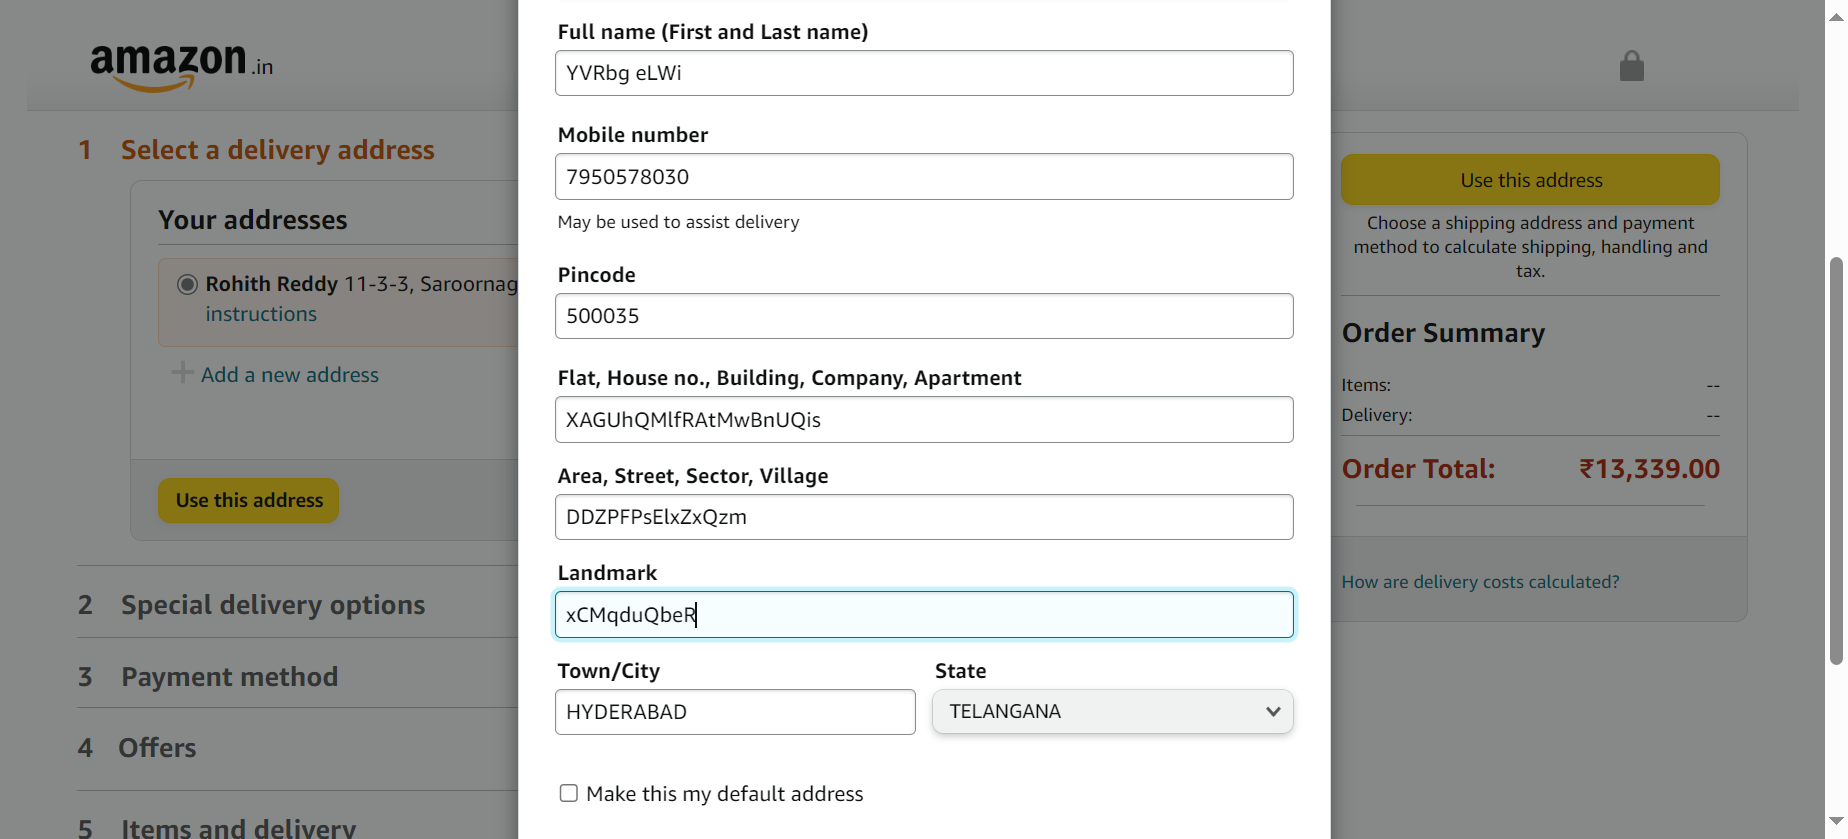 amazon.in
1 Select a delivery address
Your addresses
Rohith Reddy 11-3-3, Saroornag
instructions
Add a new address
Use this address
2 Special delivery options
3 Payment method
4 Offers
5 Items and delivery
Full name (First and Last name)
YVRbg eLWi
Mobile number
7950578030
May be used to assist delivery
Pincode
500035
Flat, House no., Building, Company, Apartment
XAGUhQMlfRAtMwBnUQis
Area, Street, Sector, Village
DDZPFPsElxZxQzm
Landmark
xCMqduQbeR
Town/City State
HYDERABAD TELANGANA
Make this my default address
Use this address
Choose a shipping address and payment
method to calculate shipping, handling and
tax.
Order Summary
Items: --
Delivery: --
Order Total: ₹13,339.00
How are delivery costs calculated?